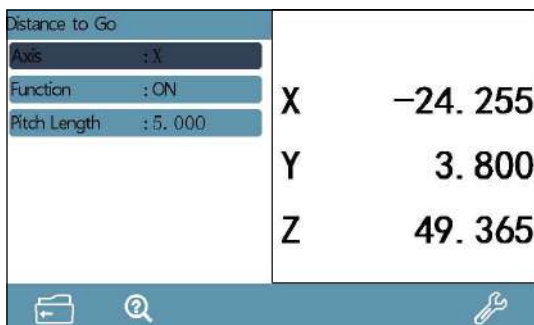 Distance to Go
Axis :X
Function :ON
Pitch Length :5.000
X -24.255
Y 3.800
Z 49.365